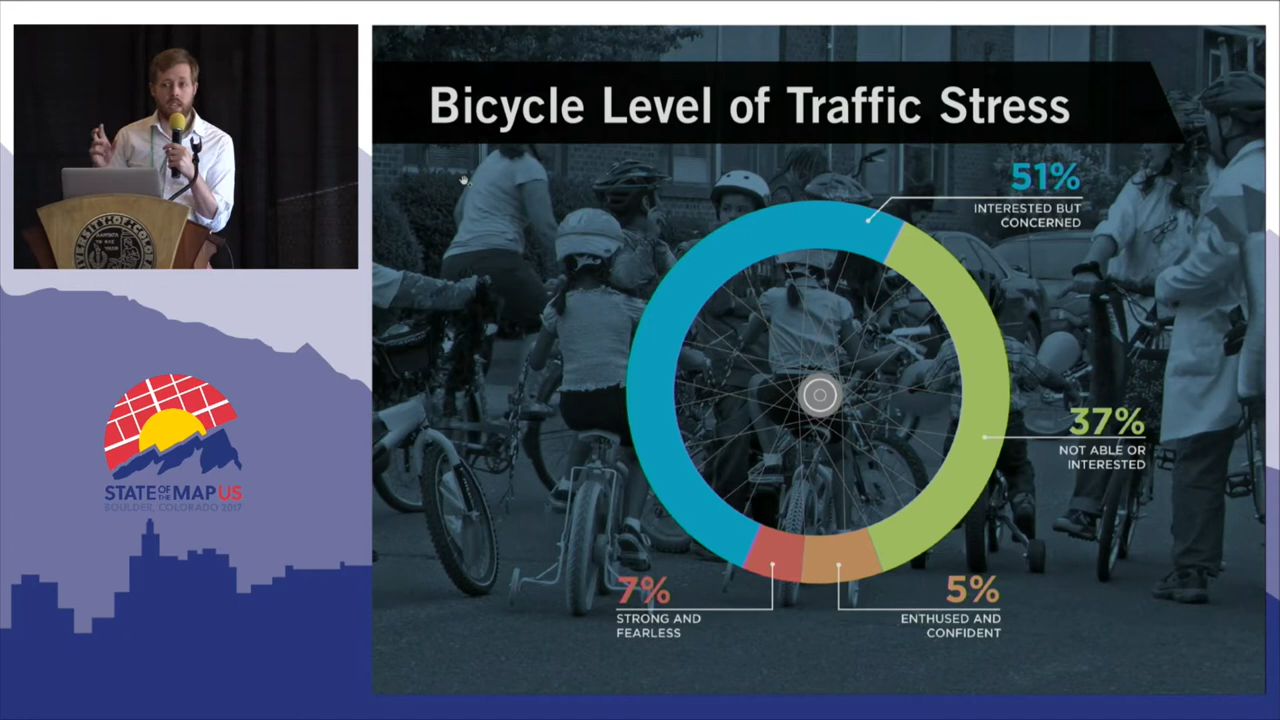 Bicycle Level of Traffic Stress
51%
INTERESTED BUT
CONCERNED
37%
NOT ABLE OR
INTERESTED
7%
STRONG AND
FEARLESS
5%
ENTHUSED AND
CONFIDENT
STATE OF THE MAP US
BOULDER, COLORADO 2017